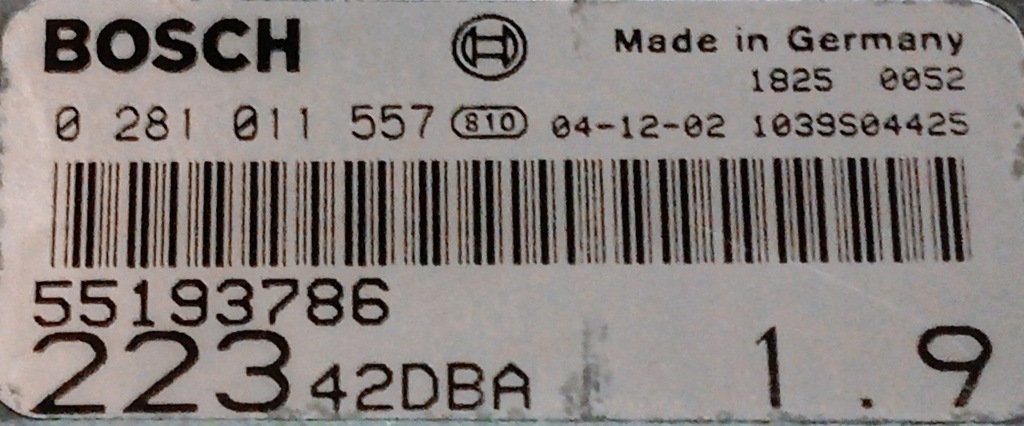 BOSCH Made in Germany
1825 0052
0 281 011 557 810 04-12-02 1039S04425
55193786
223 42DBA 1.9